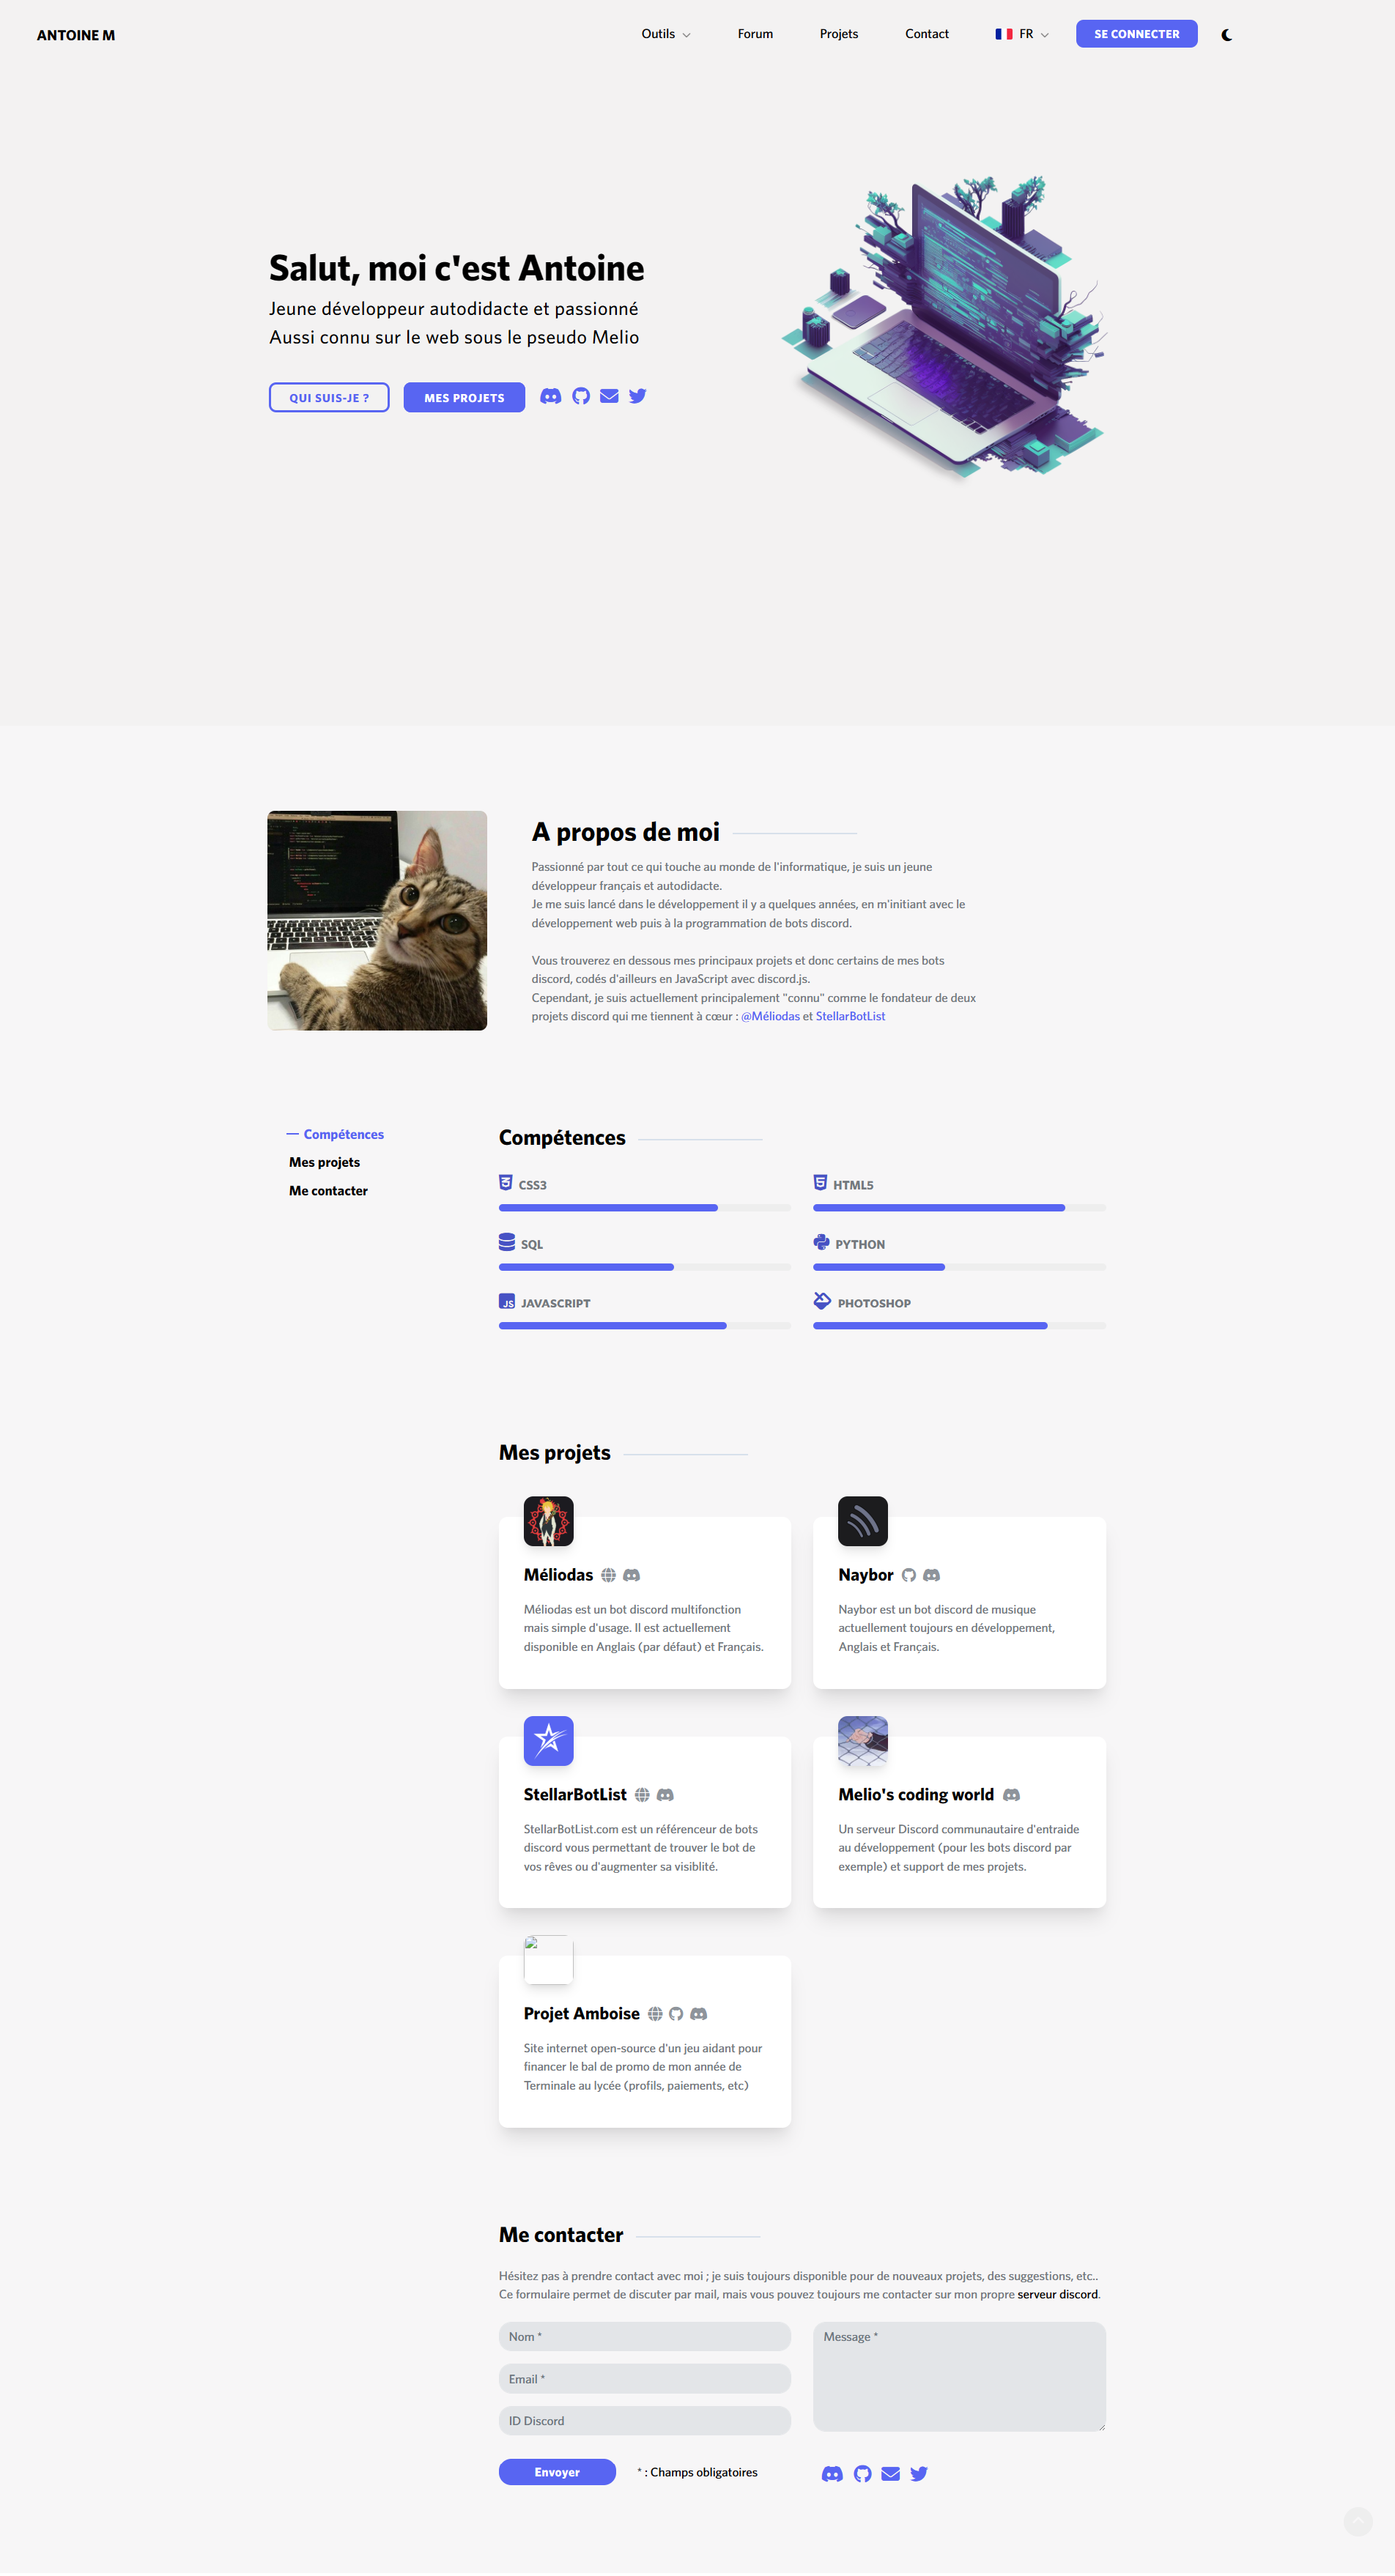 ANTOINE M
Outils
Forum
Projets
Contact
FR
SE CONNECTER
Salut, moi c'est Antoine
Jeune développeur autodidacte et passionné
Aussi connu sur le web sous le pseudo Melio
QUI SUIS-JE ?
MES PROJETS
A propos de moi
Passionné par tout ce qui touche au monde de l'informatique, je suis un jeune
développeur français et autodidacte.
Je me suis lancé dans le développement il y a quelques années, en m'initiant avec le
développement web puis à la programmation de bots discord.
Vous trouverez en dessous mes principaux projets et donc certains de mes bots
discord, codés d'ailleurs en JavaScript avec discord.js.
Cependant, je suis actuellement principalement "connu" comme le fondateur de deux
projets discord qui me tiennent à cœur : @Méliodas et StellarBotList
Compétences
Mes projets
Me contacter
Compétences
CSS3
HTML5
SQL
PYTHON
JS JAVASCRIPT
PHOTOSHOP
Mes projets
Méliodas
Méliodas est un bot discord multifonction
mais simple d'usage. Il est actuellement
disponible en Anglais (par défaut) et Français.
Naybor
Naybor est un bot discord de musique
actuellement toujours en développement,
Anglais et Français.
StellarBotList
StellarBotList.com est un référenceur de bots
discord vous permettant de trouver le bot de
vos rêves ou d'augmenter sa visiblité.
Melio's coding world
Un serveur Discord communautaire d'entraide
au développement (pour les bots discord par
exemple) et support de mes projets.
Projet Amboise
Site internet open-source d'un jeu aidant pour
financer le bal de promo de mon année de
Terminale au lycée (profils, paiements, etc)
Me contacter
Hésitez pas à prendre contact avec moi ; je suis toujours disponible pour de nouveaux projets, des suggestions, etc..
Ce formulaire permet de discuter par mail, mais vous pouvez toujours me contacter sur mon propre serveur discord.
Nom *
Email *
ID Discord
Message *
Envoyer
* : Champs obligatoires